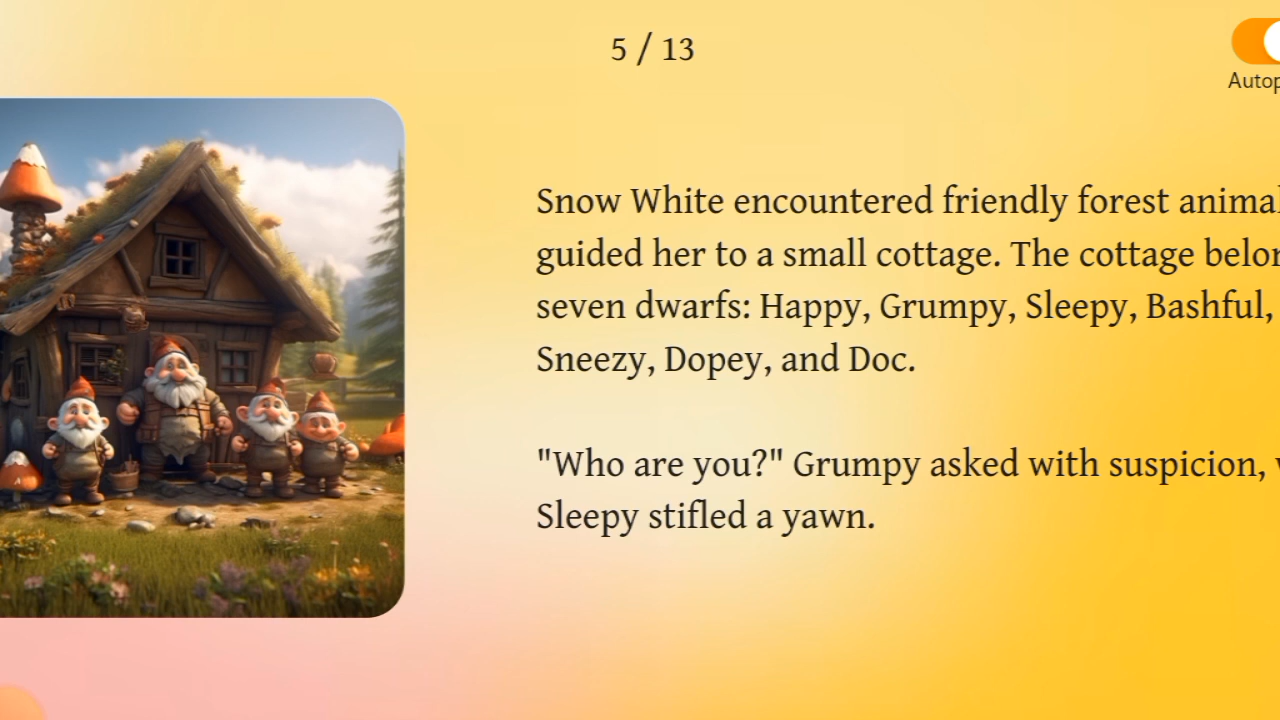 5 / 13
Autop
Snow White encountered friendly forest animal
guided her to a small cottage. The cottage belon
seven dwarfs: Happy, Grumpy, Sleepy, Bashful,
Sneezy, Dopey, and Doc.
"Who are you?" Grumpy asked with suspicion,
Sleepy stifled a yawn.